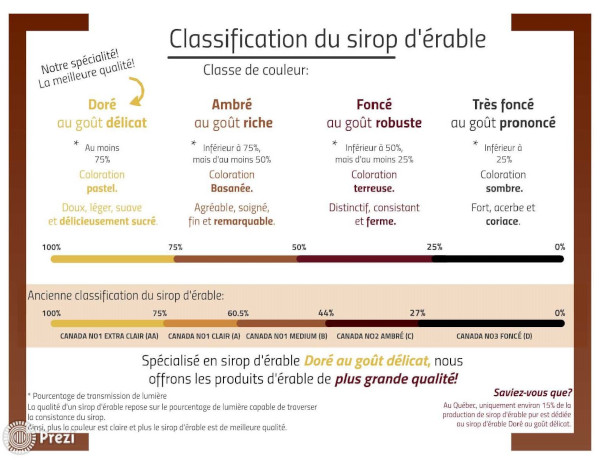 Classification du sirop d'érable
Notre spécialité!
La meilleure qualité!
Classe de couleur:
Doré
au goût délicat
* Au moins
75%
Coloration
pastel.
Doux, léger, suave
et délicieusement sucré.
Ambré
au goût riche
* Inférieur à 75%,
mais d'au moins 50%
Coloration
Basanée.
Agréable, soigné,
fin et remarquable.
Foncé
au goût robuste
* Inférieur à 50%,
mais d'au moins 25%
Coloration
terreuse.
Distinctif, consistant
et ferme.
Très foncé
au goût prononcé
* Inférieur à
25%
Coloration
sombre.
Fort, acerbe et
coriace.
100% 75% 50% 25% 0%
Ancienne classification du sirop d'érable:
100% 75% 60.5% 44% 27% 0%
CANADA NO1 EXTRA CLAIR (AA) CANADA NO1 CLAIR (A) CANADA NO1 MEDIUM (B) CANADA NO2 AMBRÉ (C) CANADA NO3 FONCÉ (D)
Spécialisé en sirop d'érable Doré au goût délicat, nous
offrons les produits d'érable de plus grande qualité!
* Pourcentage de transmission de lumière
La qualité d'un sirop d'érable repose sur le pourcentage de lumière capable de traverser
la consistance du sirop.
Ainsi, plus la couleur est claire et plus le sirop d'érable est de meilleure qualité.
Saviez-vous que?
Au Québec, uniquement environ 15% de la
production de sirop d'érable pur est dédiée
au sirop d'érable Doré au goût délicat.
Prezi